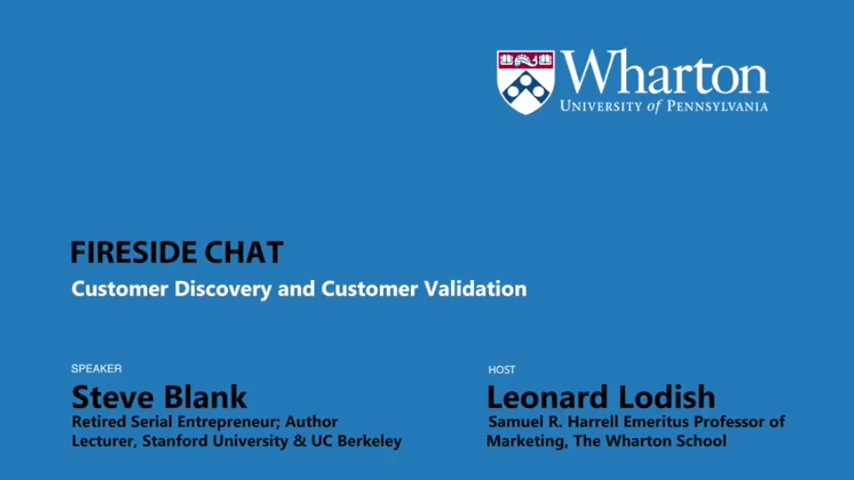 Wharton
UNIVERSITY of PENNSYLVANIA
FIRESIDE CHAT
Customer Discovery and Customer Validation
SPEAKER
Steve Blank
Retired Serial Entrepreneur; Author
Lecturer, Stanford University & UC Berkeley
HOST
Leonard Lodish
Samuel R. Harrell Emeritus Professor of
Marketing, The Wharton School